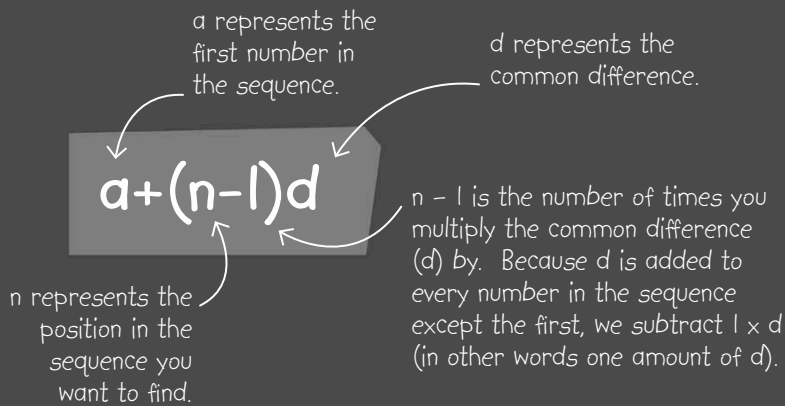 a represents the
first number in
the sequence.
d represents the
common difference.
a+(n-1)d
n represents the
position in the
sequence you
want to find.
n - 1 is the number of times you
multiply the common difference
(d) by. Because d is added to
every number in the sequence
except the first, we subtract 1 x d
(in other words one amount of d).